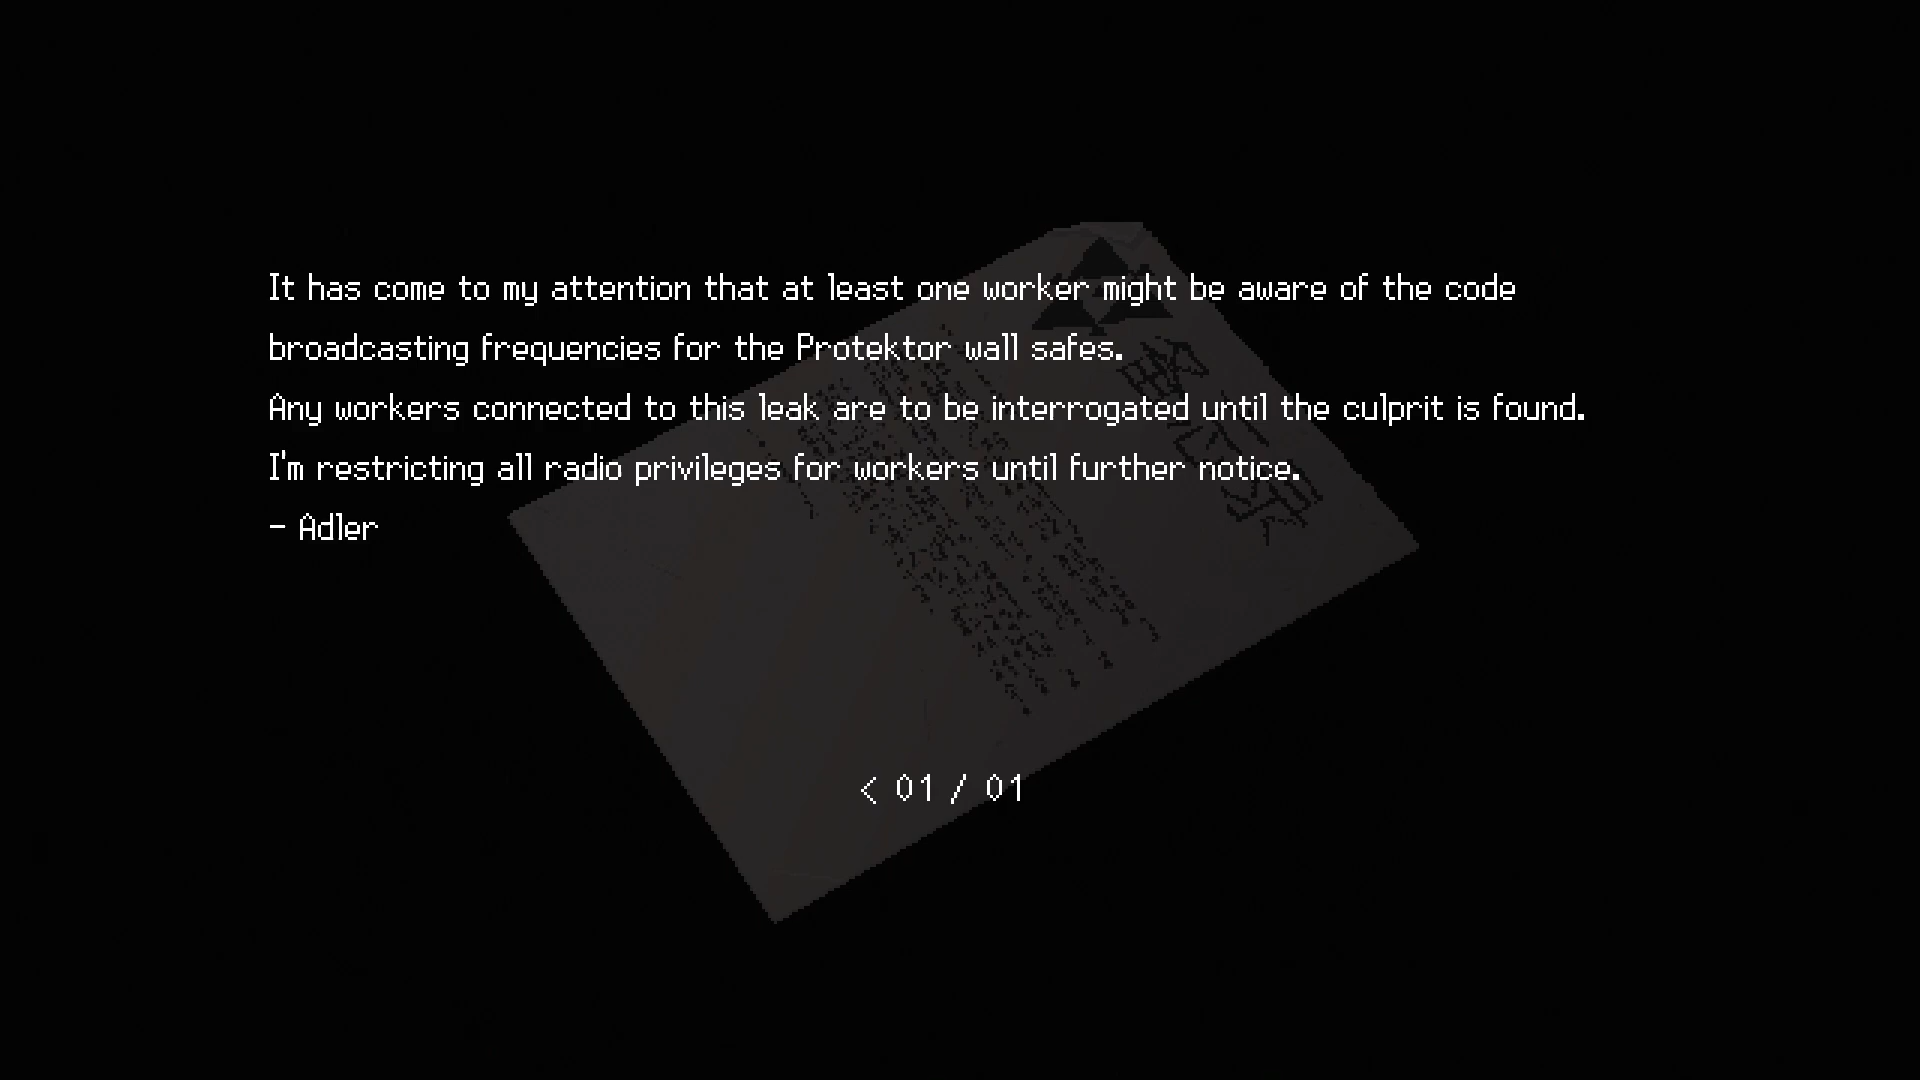 It has come to my attention that at least one worker might be aware of the code
broadcasting frequencies for the Protektor wall safes.
Any workers connected to this leak are to be interrogated until the culprit is found.
I'm restricting all radio privileges for workers until further notice.
- Adler
< 01 / 01